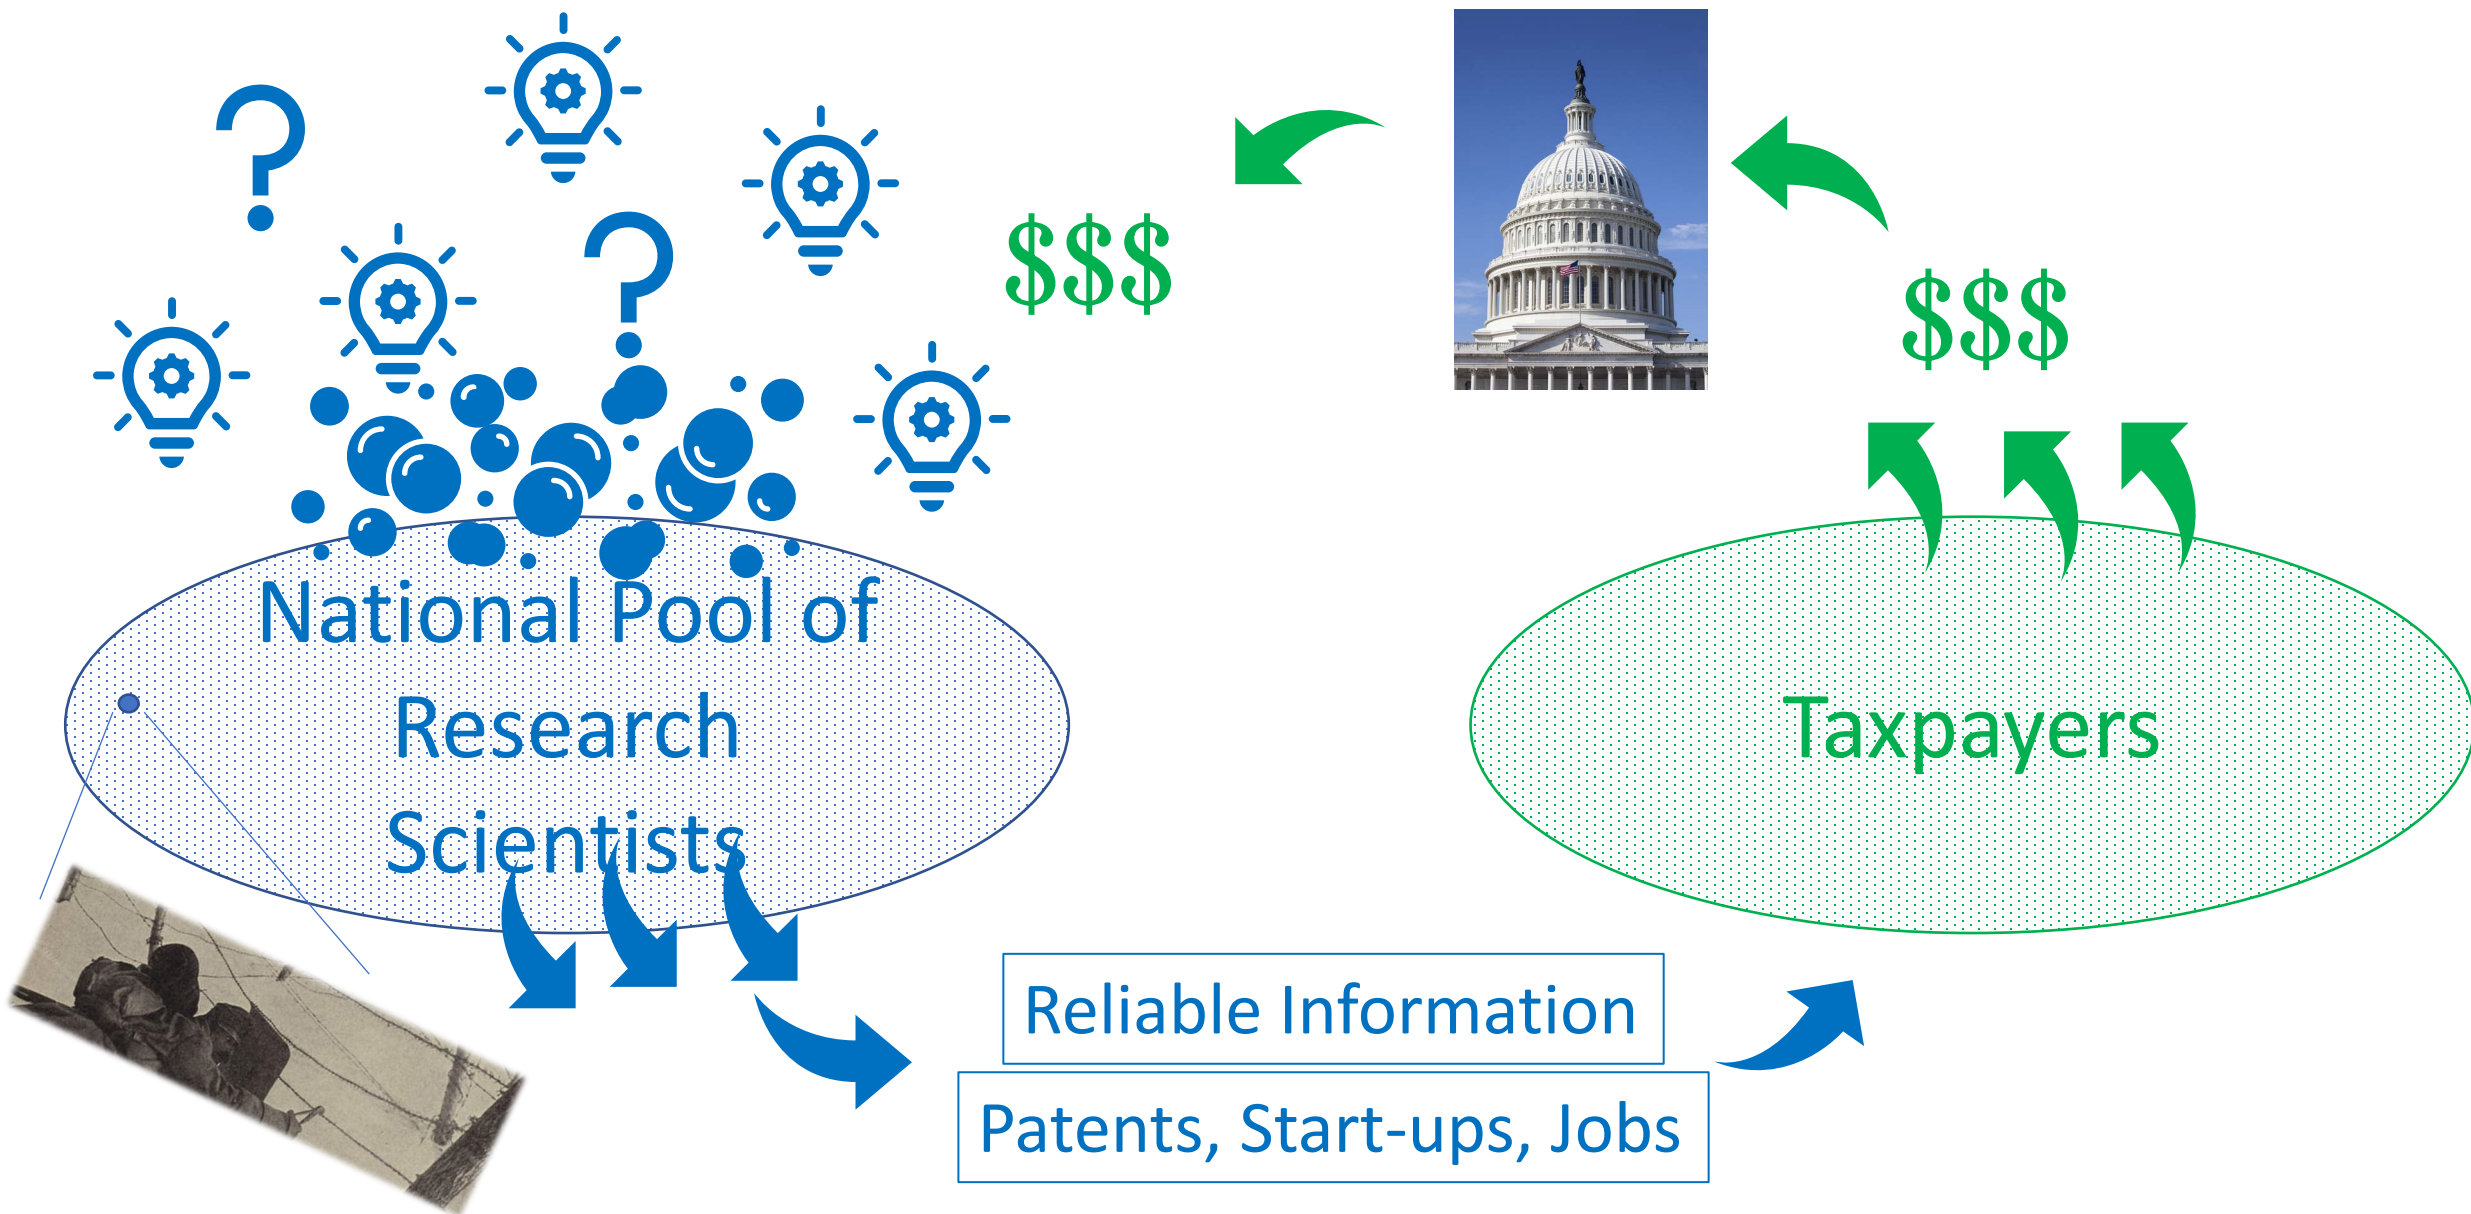 $$$
$$$
National Pool of
Research
Scientists
Taxpayers
Reliable Information
Patents, Start-ups, Jobs